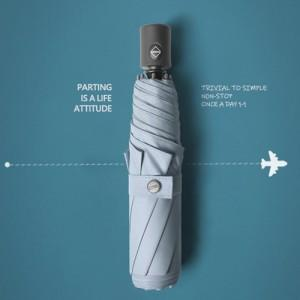 PARTING
IS A LIFE
ATTITUDE
TRIVIAL TO SIMPLE
NON-STOP
ONCE A DAY 1-1